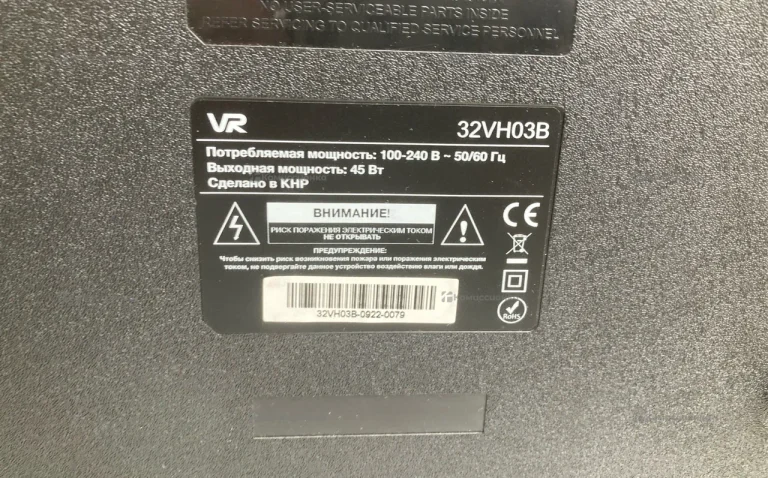 NO USER-SERVICEABLE PARTS INSIDE
REFER SERVICING TO QUALIFIED SERVICE PERSONNEL
VR
32VH03B
Потребляемая мощность: 100-240 В ~ 50/60 Гц
Выходная мощность: 45 Вт
Сделано в КНР
ВНИМАНИЕ!
РИСК ПОРАЖЕНИЯ ЭЛЕКТРИЧЕСКИМ ТОКОМ
НЕ ОТКРЫВАТЬ
ПРЕДУПРЕЖДЕНИЕ:
Чтобы снизить риск возникновения пожара или поражения электрическим
током, не подвергайте данное устройство воздействию влаги или дождя.
CE
RoHS
32VH03B-0922-0079